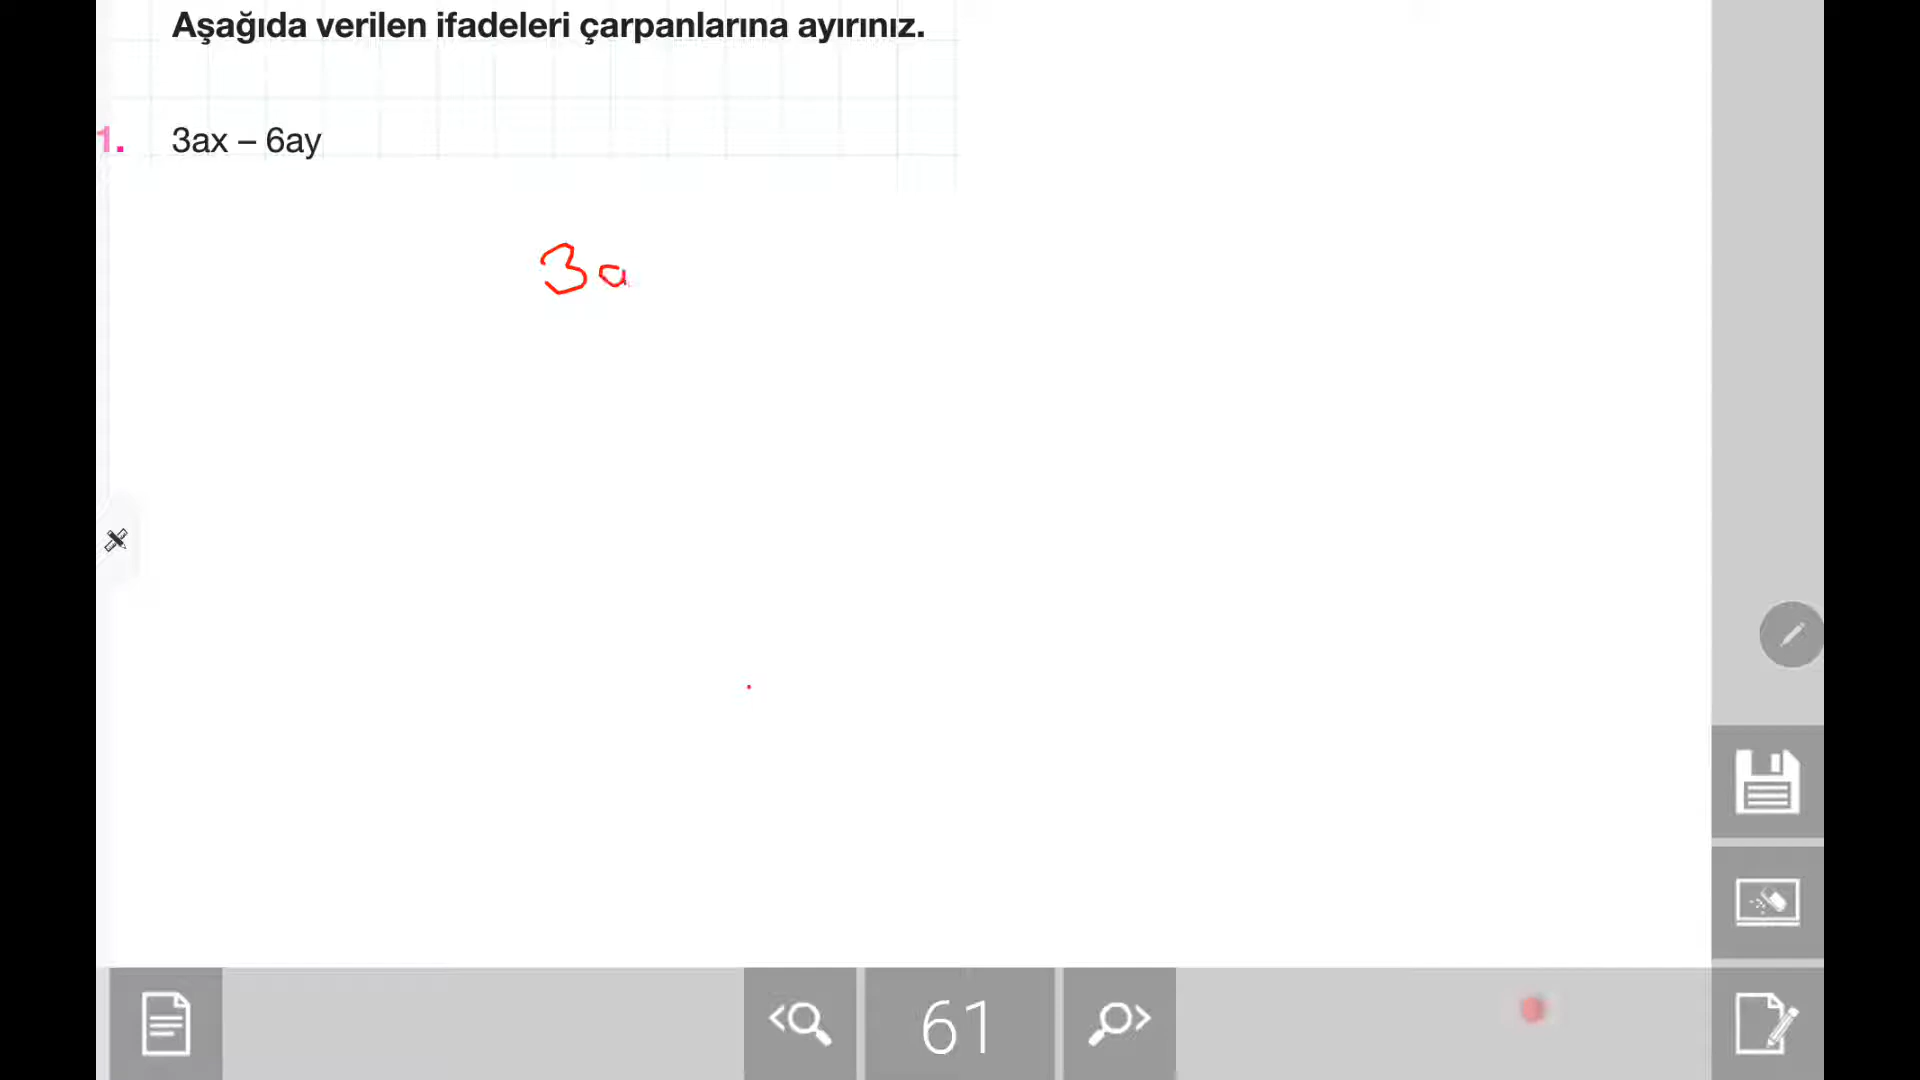 Aşağıda verilen ifadeleri çarpanlarına ayırınız.
1. 3ax – 6ay
3a
61